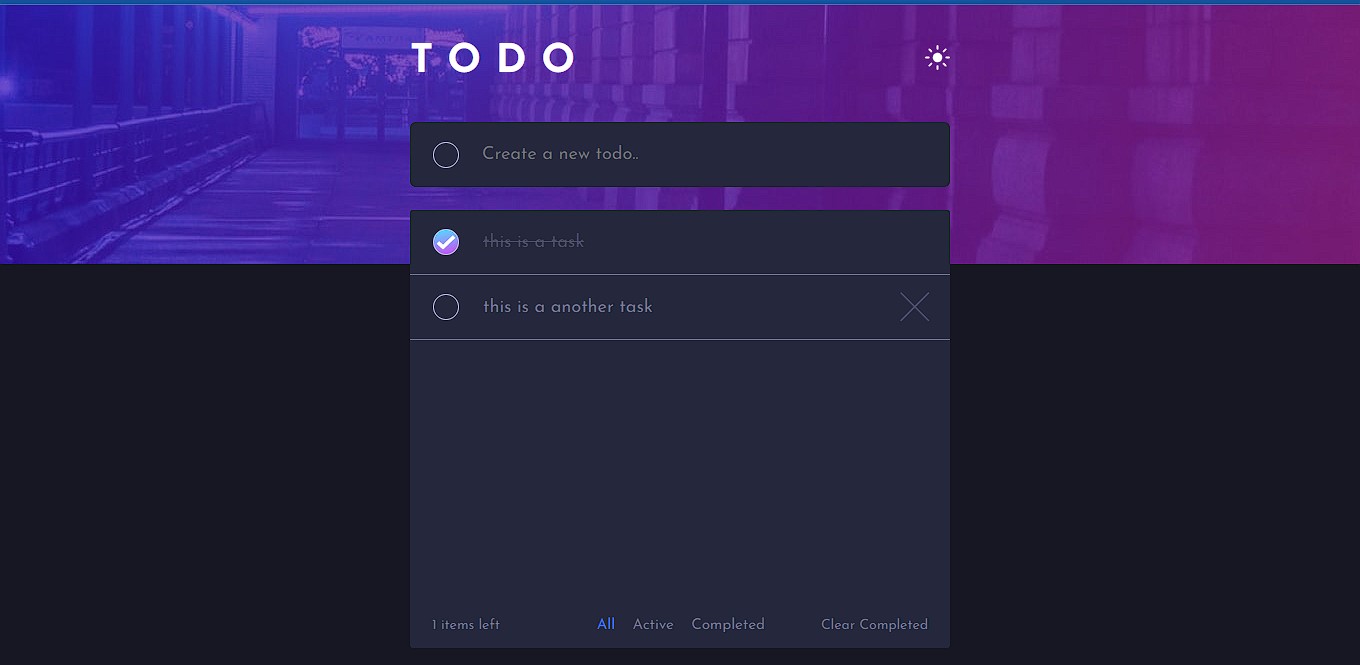 TODO
Create a new todo..
this is a task
this is a another task
1 items left
All Active Completed
Clear Completed